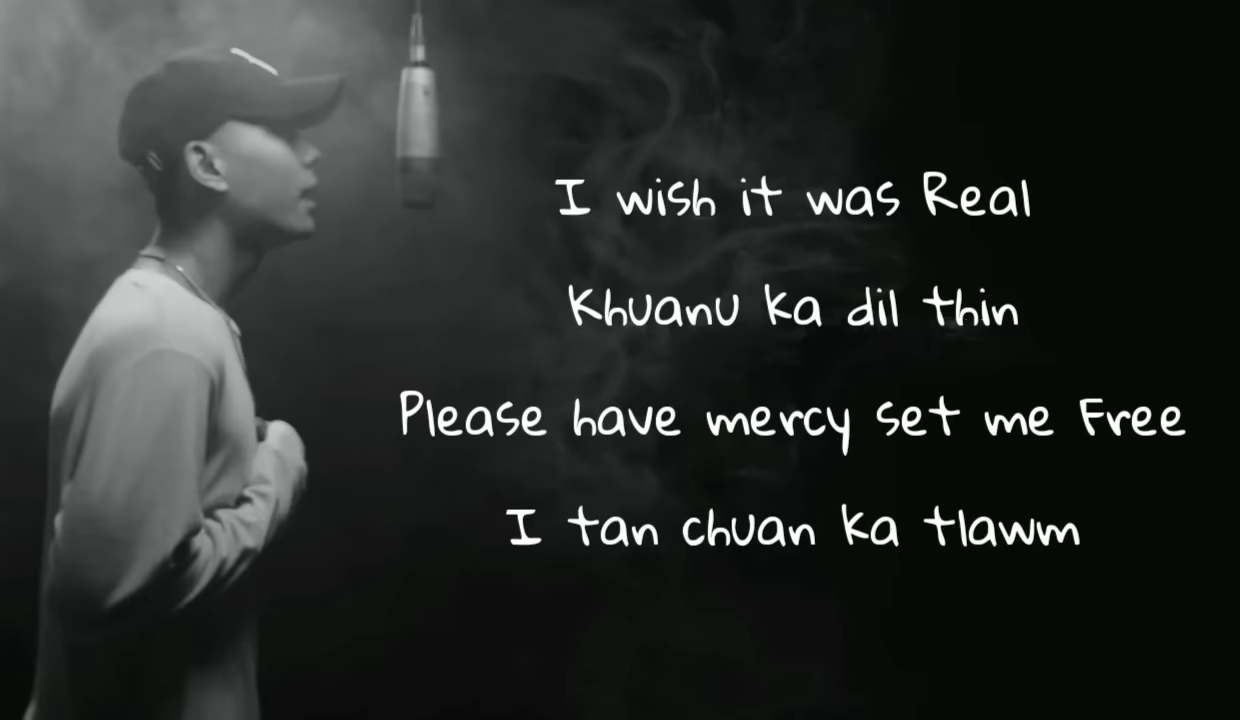 I wish it was Real
Khuanu ka dil thin
Please have mercy set me Free
I tan chuan ka tlawm